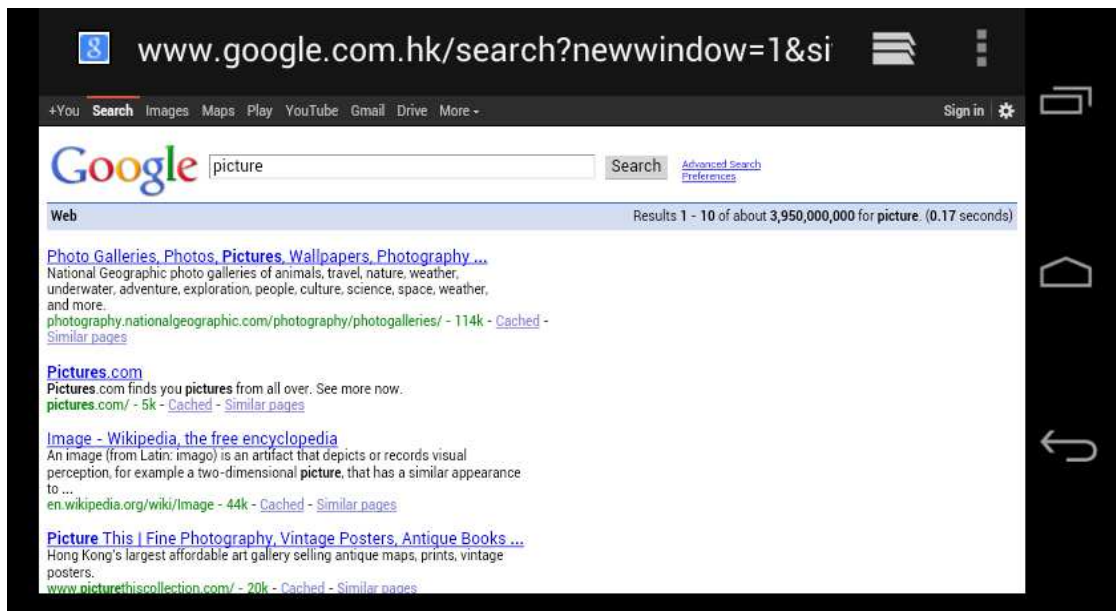 8 www.google.com.hk/search?newwindow=1&si
+You Search Images Maps Play YouTube Gmail Drive More Sign in
Google picture Search Advanced Search
Preferences
Web Results 1 - 10 of about 3,950,000,000 for picture. (0.17 seconds)
Photo Galleries, Photos, Pictures, Wallpapers, Photography ...
National Geographic photo galleries of animals, travel, nature, weather,
underwater, adventure, exploration, people, culture, science, space, weather,
and more.
photography.nationalgeographic.com/photography/photogalleries/ - 114k - Cached -
Similar pages
Pictures.com
Pictures.com finds you pictures from all over. See more now.
pictures.com/ - 5k - Cached - Similar pages
Image - Wikipedia, the free encyclopedia
An image (from Latin: imago) is an artifact that depicts or records visual
perception, for example a two-dimensional picture, that has a similar appearance
to ...
en.wikipedia.org/wiki/Image - 44k - Cached - Similar pages
Picture This | Fine Photography, Vintage Posters, Antique Books ...
Hong Kong's largest affordable art gallery selling antique maps, prints, vintage
posters.
www.picturethiscollection.com/ - 20k - Cached - Similar pages